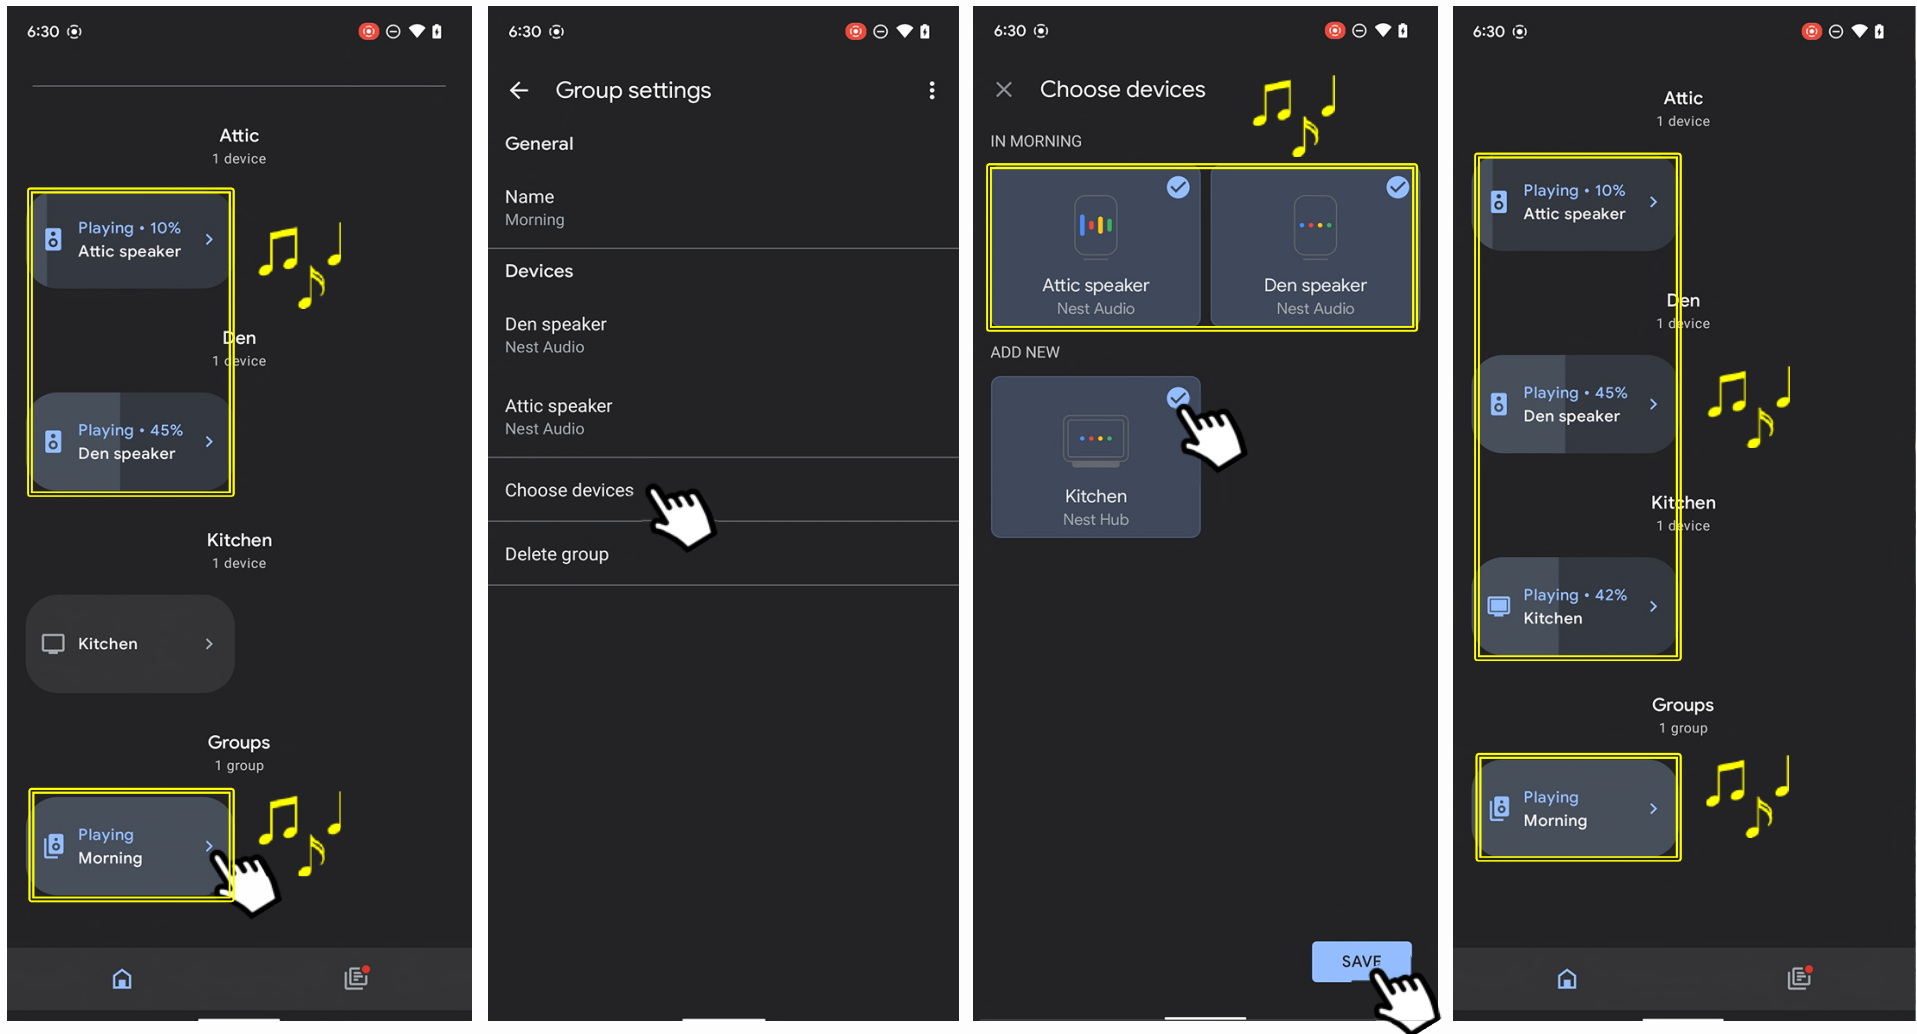 6:30
Attic
1 device
Playing • 10%
Attic speaker
Den
1 device
Playing • 45%
Den speaker
Kitchen
1 device
Kitchen
Groups
1 group
Playing
Morning
6:30
Group settings
General
Name
Morning
Devices
Den speaker
Nest Audio
Attic speaker
Nest Audio
Choose devices
Delete group
6:30
Choose devices
IN MORNING
Attic speaker
Nest Audio
Den speaker
Nest Audio
ADD NEW
Kitchen
Nest Hub
SAVE
6:30
Attic
1 device
Playing • 10%
Attic speaker
Den
1 device
Playing • 45%
Den speaker
Kitchen
1 device
Playing • 42%
Kitchen
Groups
1 group
Playing
Morning